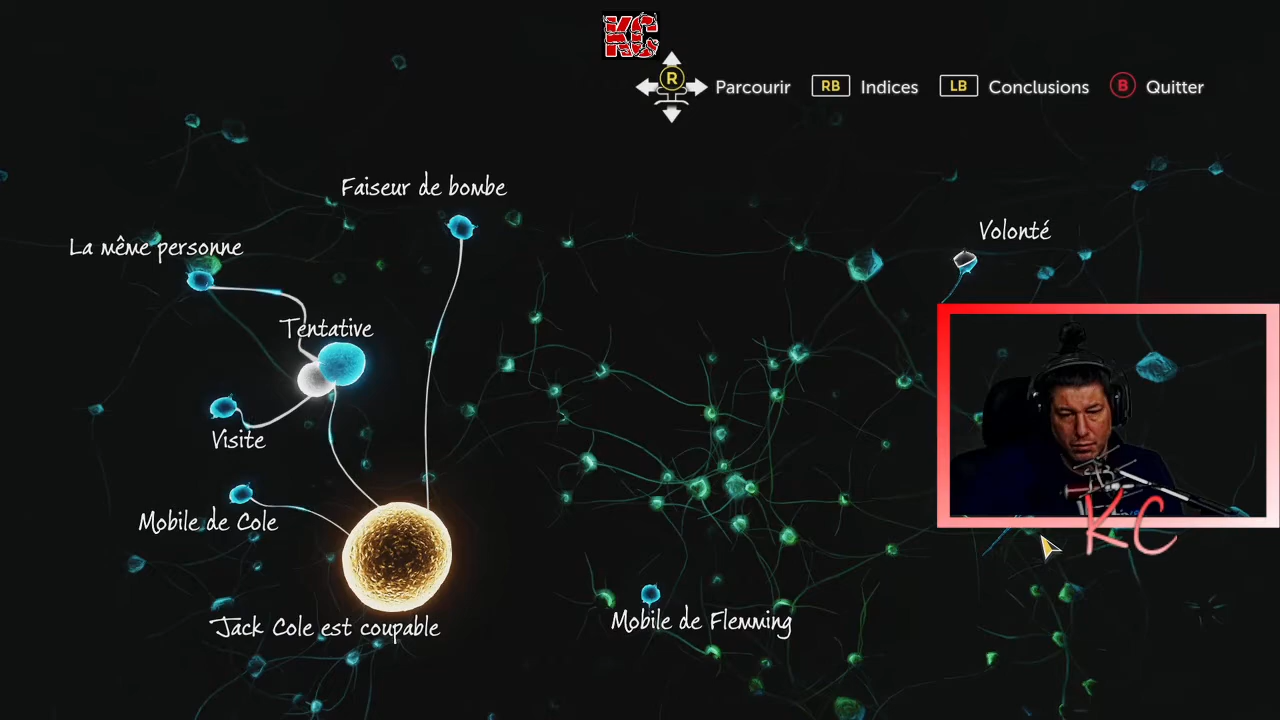 KC
R Parcourir RB Indices LB Conclusions B Quitter
Faiseur de bombe
Volonté
La même personne
Tentative
Visite
Mobile de Cole
KC
Mobile de Flemming
Jack Cole est coupable